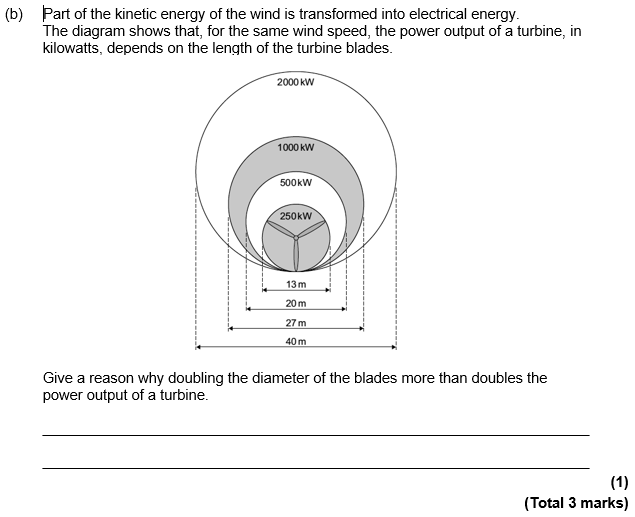 (b) Part of the kinetic energy of the wind is transformed into electrical energy.
The diagram shows that, for the same wind speed, the power output of a turbine, in
kilowatts, depends on the length of the turbine blades.
2000 kW
1000 kW
500 kW
250 kW
13 m
20 m
27 m
40 m
Give a reason why doubling the diameter of the blades more than doubles the
power output of a turbine.
(1)
(Total 3 marks)